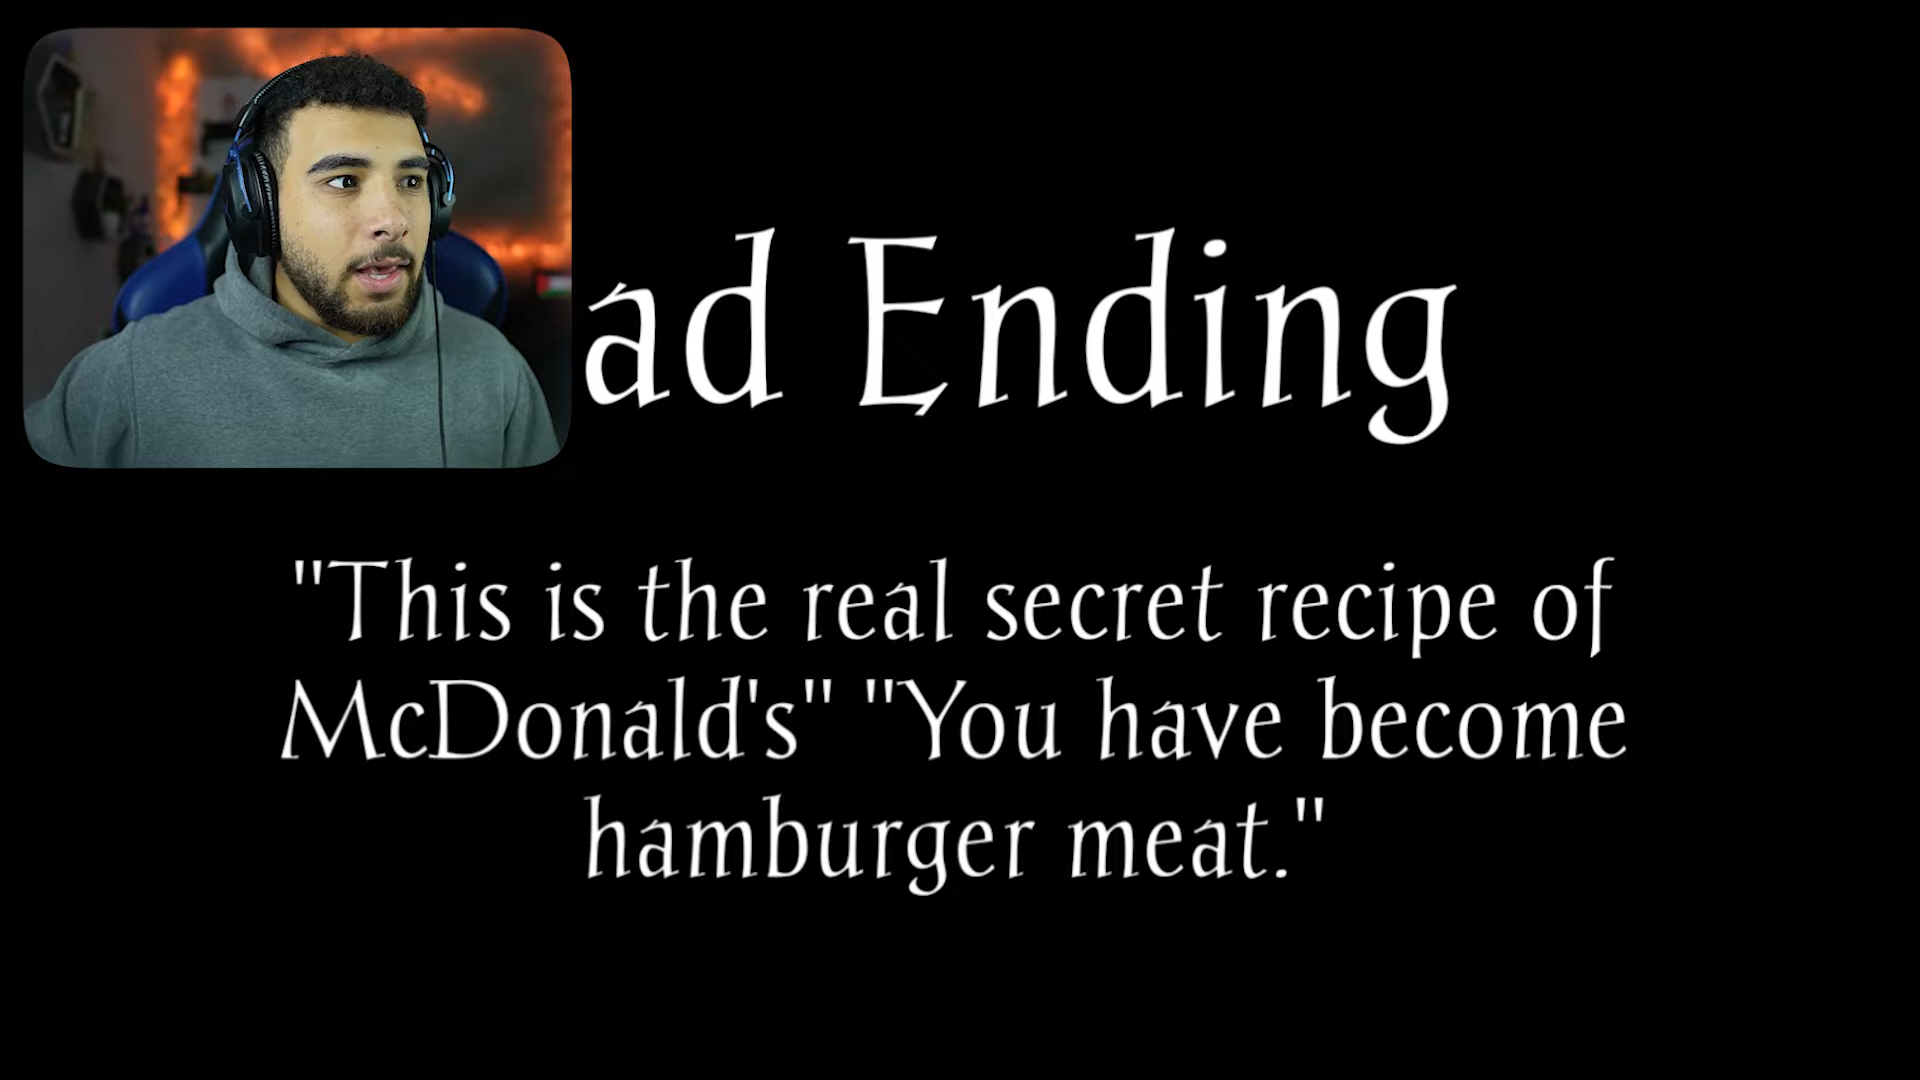 ad Ending
"This is the real secret recipe of
McDonald's" "You have become
hamburger meat."